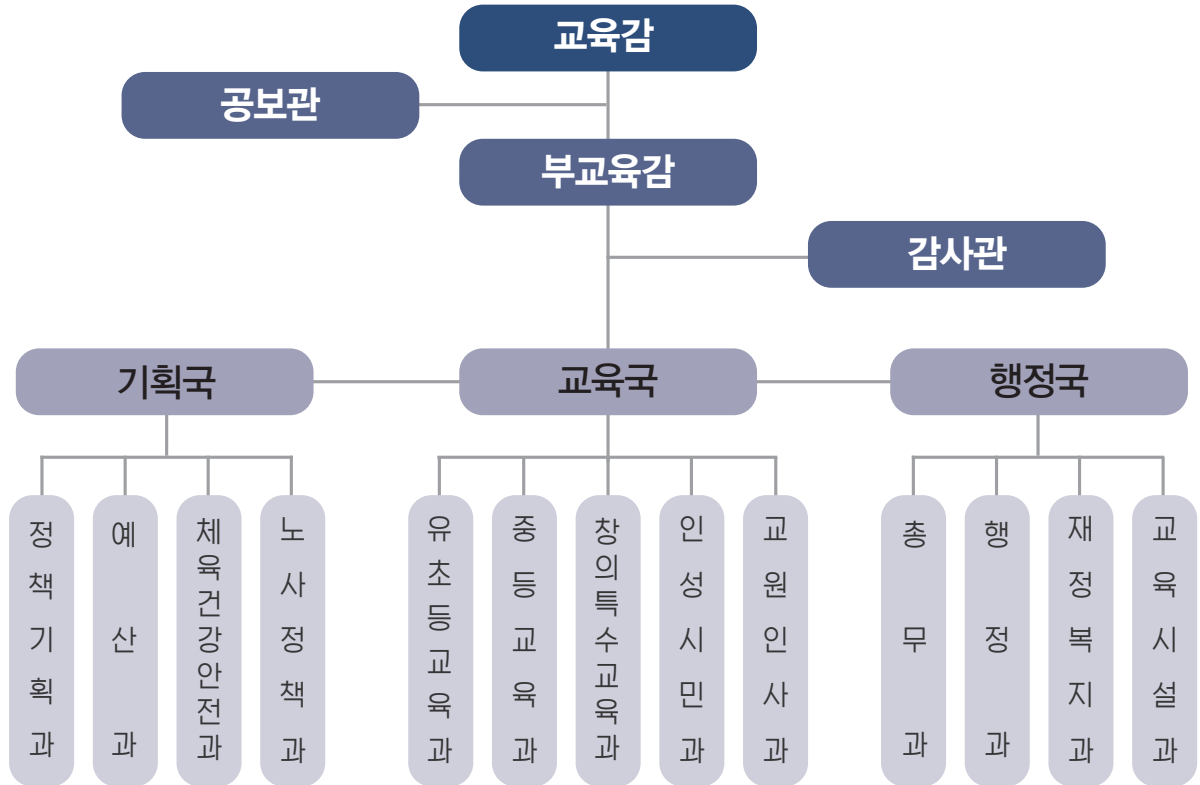 교육감
공보관
부교육감
감사관
기획국
교육국
행정국
정책기획과
예산과
체육건강안전과
노사정책과
유초등교육과
중등교육과
창의특수교육과
인성시민과
교원인사과
총무과
행정과
재정복지과
교육시설과